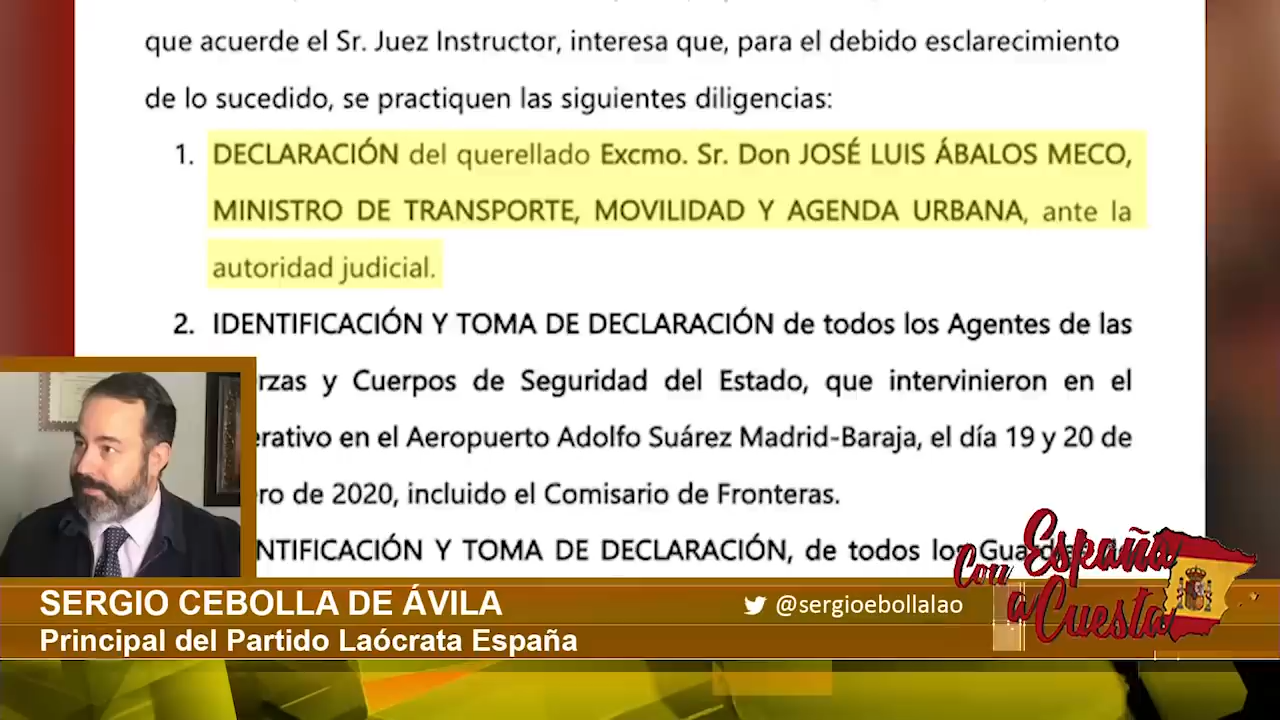 que acuerde el Sr. Juez Instructor, interesa que, para el debido esclarecimiento
de lo sucedido, se practiquen las siguientes diligencias:
1. DECLARACIÓN del querellado Excmo. Sr. Don JOSÉ LUIS ÁBALOS MECO,
MINISTRO DE TRANSPORTE, MOVILIDAD Y AGENDA URBANA, ante la
autoridad judicial.
2. IDENTIFICACIÓN Y TOMA DE DECLARACIÓN de todos los Agentes de las
erzas y Cuerpos de Seguridad del Estado, que intervinieron en el
erativo en el Aeropuerto Adolfo Suárez Madrid-Baraja, el día 19 y 20 de
ero de 2020, incluido el Comisario de Fronteras.
NTIFICACIÓN Y TOMA DE DECLARACIÓN, de todos los
Con España a Cuesta
SERGIO CEBOLLA DE ÁVILA
@sergioebollalao
Principal del Partido Laócrata España